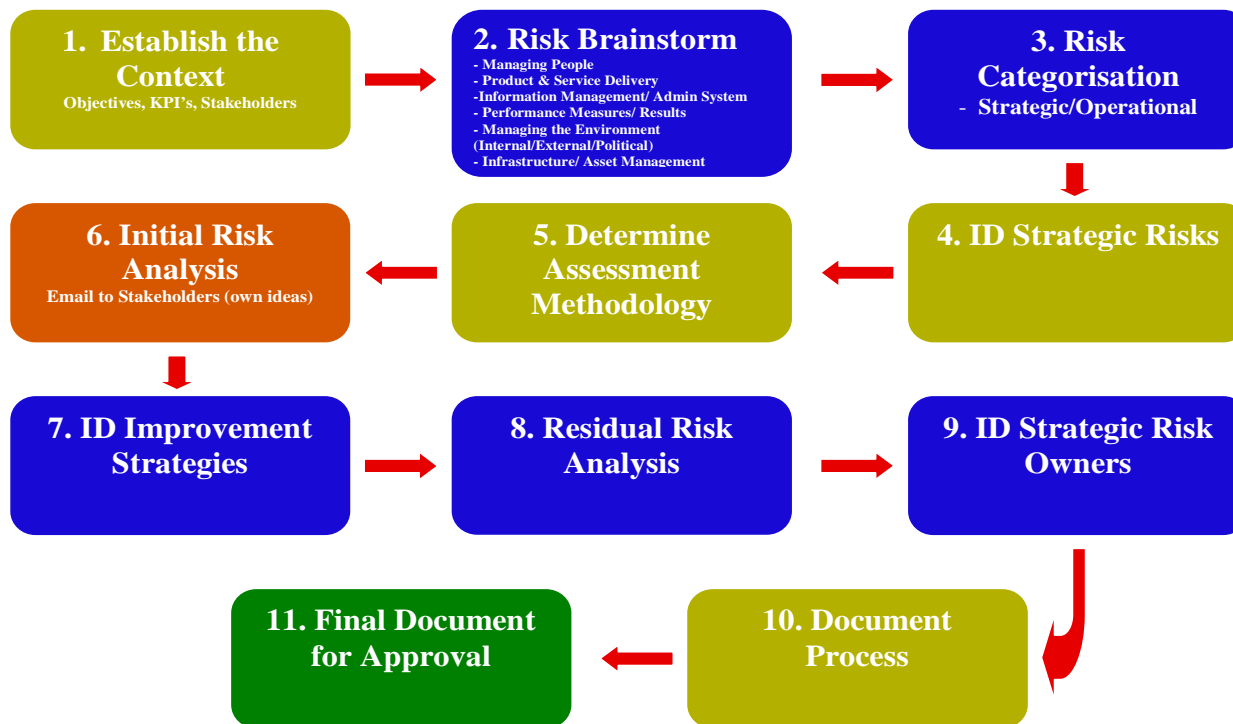 1. Establish the
Context
Objectives, KPI's, Stakeholders
2. Risk Brainstorm
- Managing People
- Product & Service Delivery
-Information Management/ Admin System
- Performance Measures/ Results
- Managing the Environment
(Internal/External/Political)
- Infrastructure/ Asset Management
3. Risk
Categorisation
- Strategic/Operational
4. ID Strategic Risks
5. Determine
Assessment
Methodology
6. Initial Risk
Analysis
Email to Stakeholders (own ideas)
7. ID Improvement
Strategies
8. Residual Risk
Analysis
9. ID Strategic Risk
Owners
10. Document
Process
11. Final Document
for Approval